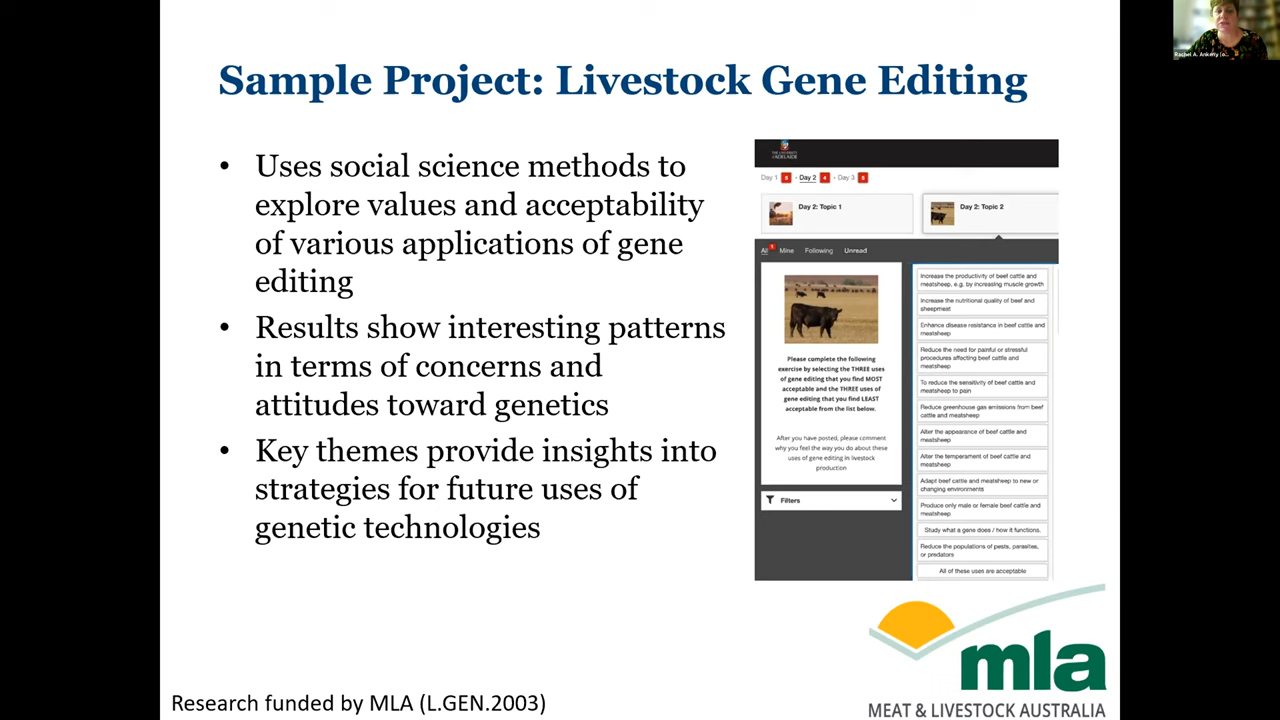 Rachel A. Ankeny (o...
Sample Project: Livestock Gene Editing
• Uses social science methods to
explore values and acceptability
of various applications of gene
editing
• Results show interesting patterns
in terms of concerns and
attitudes toward genetics
• Key themes provide insights into
strategies for future uses of
genetic technologies
THE UNIVERSITY
of ADELAIDE
Day 1 5 • Day 2 4 • Day 3 5
Day 2: Topic 1
Day 2: Topic 2
All 1 Mine Following Unread
Please complete the following
exercise by selecting the THREE uses
of gene editing that you find MOST
acceptable and the THREE uses of
gene editing that you find LEAST
acceptable from the list below.
After you have posted, please comment
why you feel the way you do about these
uses of gene editing in livestock
production
Filters
Increase the productivity of beef cattle and
meatsheep, e.g. by increasing muscle growth
Increase the nutritional quality of beef and
sheepmeat
Enhance disease resistance in beef cattle and
meatsheep
Reduce the need for painful or stressful
procedures affecting beef cattle and
meatsheep
To reduce the sensitivity of beef cattle and
meatsheep to pain
Reduce greenhouse gas emissions from beef
cattle and meatsheep
Alter the appearance of beef cattle and
meatsheep
Alter the temperament of beef cattle and
meatsheep
Adapt beef cattle and meatsheep to new or
changing environments
Produce only male or female beef cattle and
meatsheep
Study what a gene does / how it functions.
Reduce the populations of pests, parasites,
or predators
All of these uses are acceptable
mla
MEAT & LIVESTOCK AUSTRALIA
Research funded by MLA (L.GEN.2003)